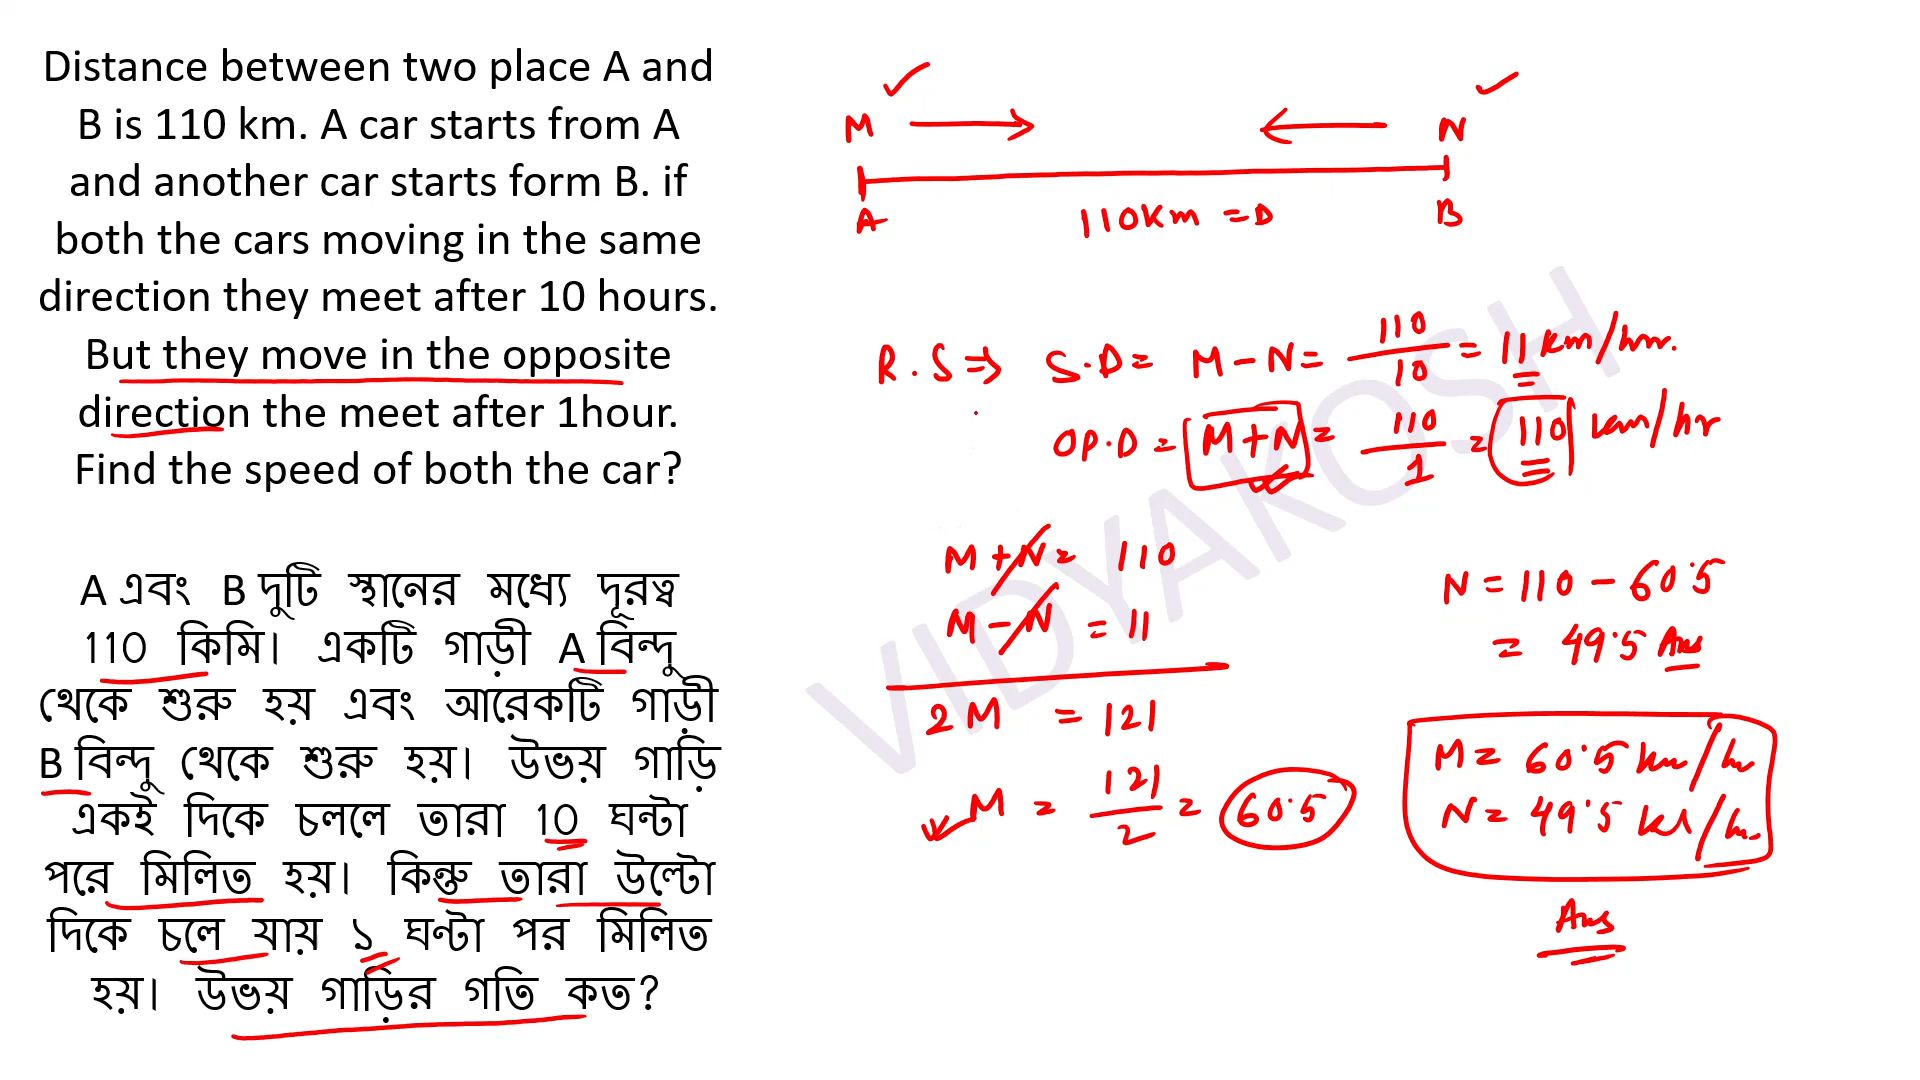 Distance between two place A and
B is 110 km. A car starts from A
and another car starts form B. if
both the cars moving in the same
direction they meet after 10 hours.
But they move in the opposite
direction the meet after 1hour.
Find the speed of both the car?
A এবং B দুটি স্থানের মধ্যে দূরত্ব
110 কিমি। একটি গাড়ী A বিন্দু
থেকে শুরু হয় এবং আরেকটি গাড়ী
B বিন্দু থেকে শুরু হয়। উভয় গাড়ি
একই দিকে চললে তারা 10 ঘন্টা
পরে মিলিত হয়। কিন্তু তারা উল্টো
দিকে চলে যায় ১ ঘন্টা পর মিলিত
হয়। উভয় গাড়ির গতি কত?
M → ← N
A 110Km = D B
R.S ⇒ S.D = M - N = 110/10 = 11 km/hr.
OP.D = M + N = 110/1 = 110 km/hr
M + N = 110
M - N = 11
2M = 121
M = 121/2 = 60.5
N = 110 - 60.5
= 49.5 Ans
M = 60.5 km/hr
N = 49.5 km/hr
Ans
VIDYAKOSH